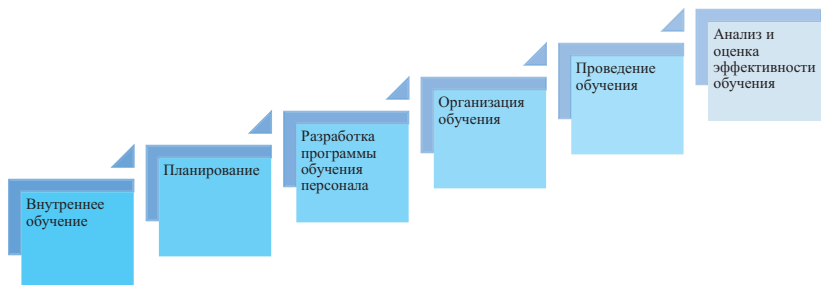 Внутреннее
обучение
Планирование
Разработка
программы
обучения
персонала
Организация
обучения
Проведение
обучения
Анализ и
оценка
эффективности
обучения